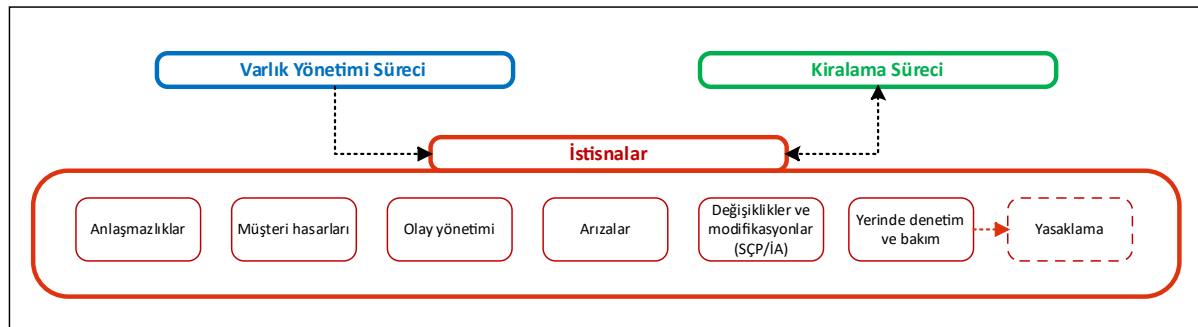 Varlık Yönetimi Süreci
Kiralama Süreci
İstisnalar
Anlaşmazlıklar
Müşteri hasarları
Olay yönetimi
Arızalar
Değişiklikler ve
modifikasyonlar
(SÇP/İA)
Yerinde denetim
ve bakım
Yasaklama